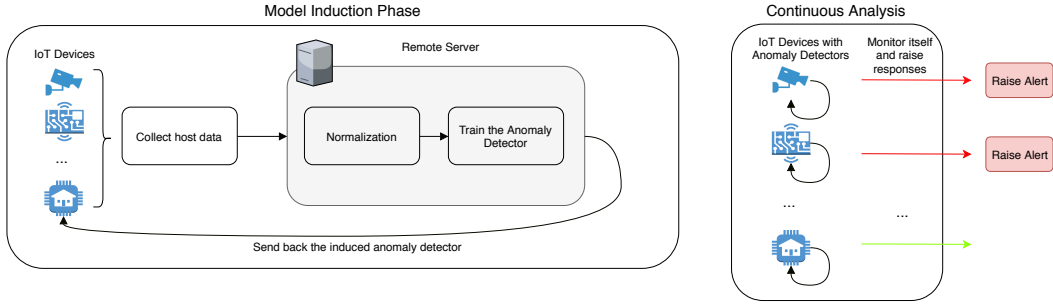 Model Induction Phase
IoT Devices
...
Collect host data
Remote Server
Normalization
Train the Anomaly
Detector
Send back the induced anomaly detector
Continuous Analysis
IoT Devices with
Anomaly Detectors
Monitor itself
and raise
responses
Raise Alert
Raise Alert
...
...